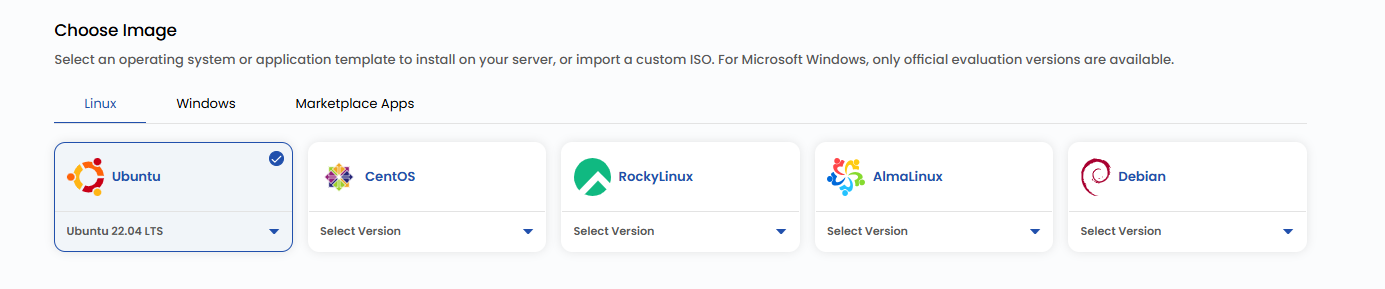 Choose Image
Select an operating system or application template to install on your server, or import a custom ISO. For Microsoft Windows, only official evaluation versions are available.
Linux Windows Marketplace Apps
Ubuntu CentOS RockyLinux AlmaLinux Debian
Ubuntu 22.04 LTS Select Version Select Version Select Version Select Version